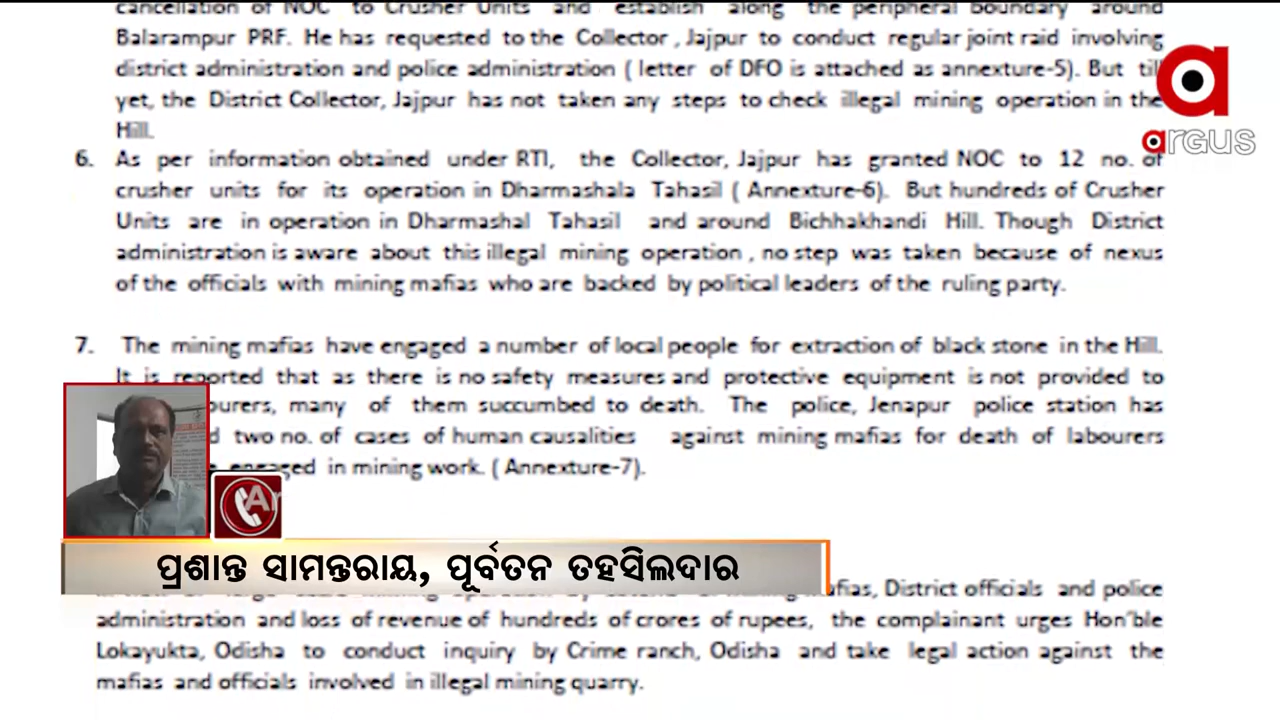 cancellation of NOC to Crusher Units and establish along the peripheral boundary around
Balarampur PRF. He has requested to the Collector , Jajpur to conduct regular joint raid involving
district administration and police administration ( letter of DFO is attached as annexture-5). But till
yet, the District Collector, Jajpur has not taken any steps to check illegal mining operation in the
Hill.
argus
6. As per information obtained under RTI, the Collector, Jajpur has granted NOC to 12 no. of
crusher units for its operation in Dharmashala Tahasil ( Annexture-6). But hundreds of Crusher
Units are in operation in Dharmashal Tahasil and around Bichhakhandi Hill. Though District
administration is aware about this illegal mining operation , no step was taken because of nexus
of the officials with mining mafias who are backed by political leaders of the ruling party.
7. The mining mafias have engaged a number of local people for extraction of black stone in the Hill.
It is reported that as there is no safety measures and protective equipment is not provided to
ourers, many of them succumbed to death. The police, Jenapur police station has
d two no. of cases of human causalities against mining mafias for death of labourers
engaged in mining work. ( Annexture-7).
Ar
ପ୍ରଶାନ୍ତ ସାମନ୍ତରାୟ, ପୂର୍ବତନ ତହସିଲଦାର
afias, District officials and police
administration and loss of revenue of hundreds of crores of rupees, the complainant urges Hon'ble
Lokayukta, Odisha to conduct inquiry by Crime ranch, Odisha and take legal action against the
mafias and officials involved in illegal mining quarry.